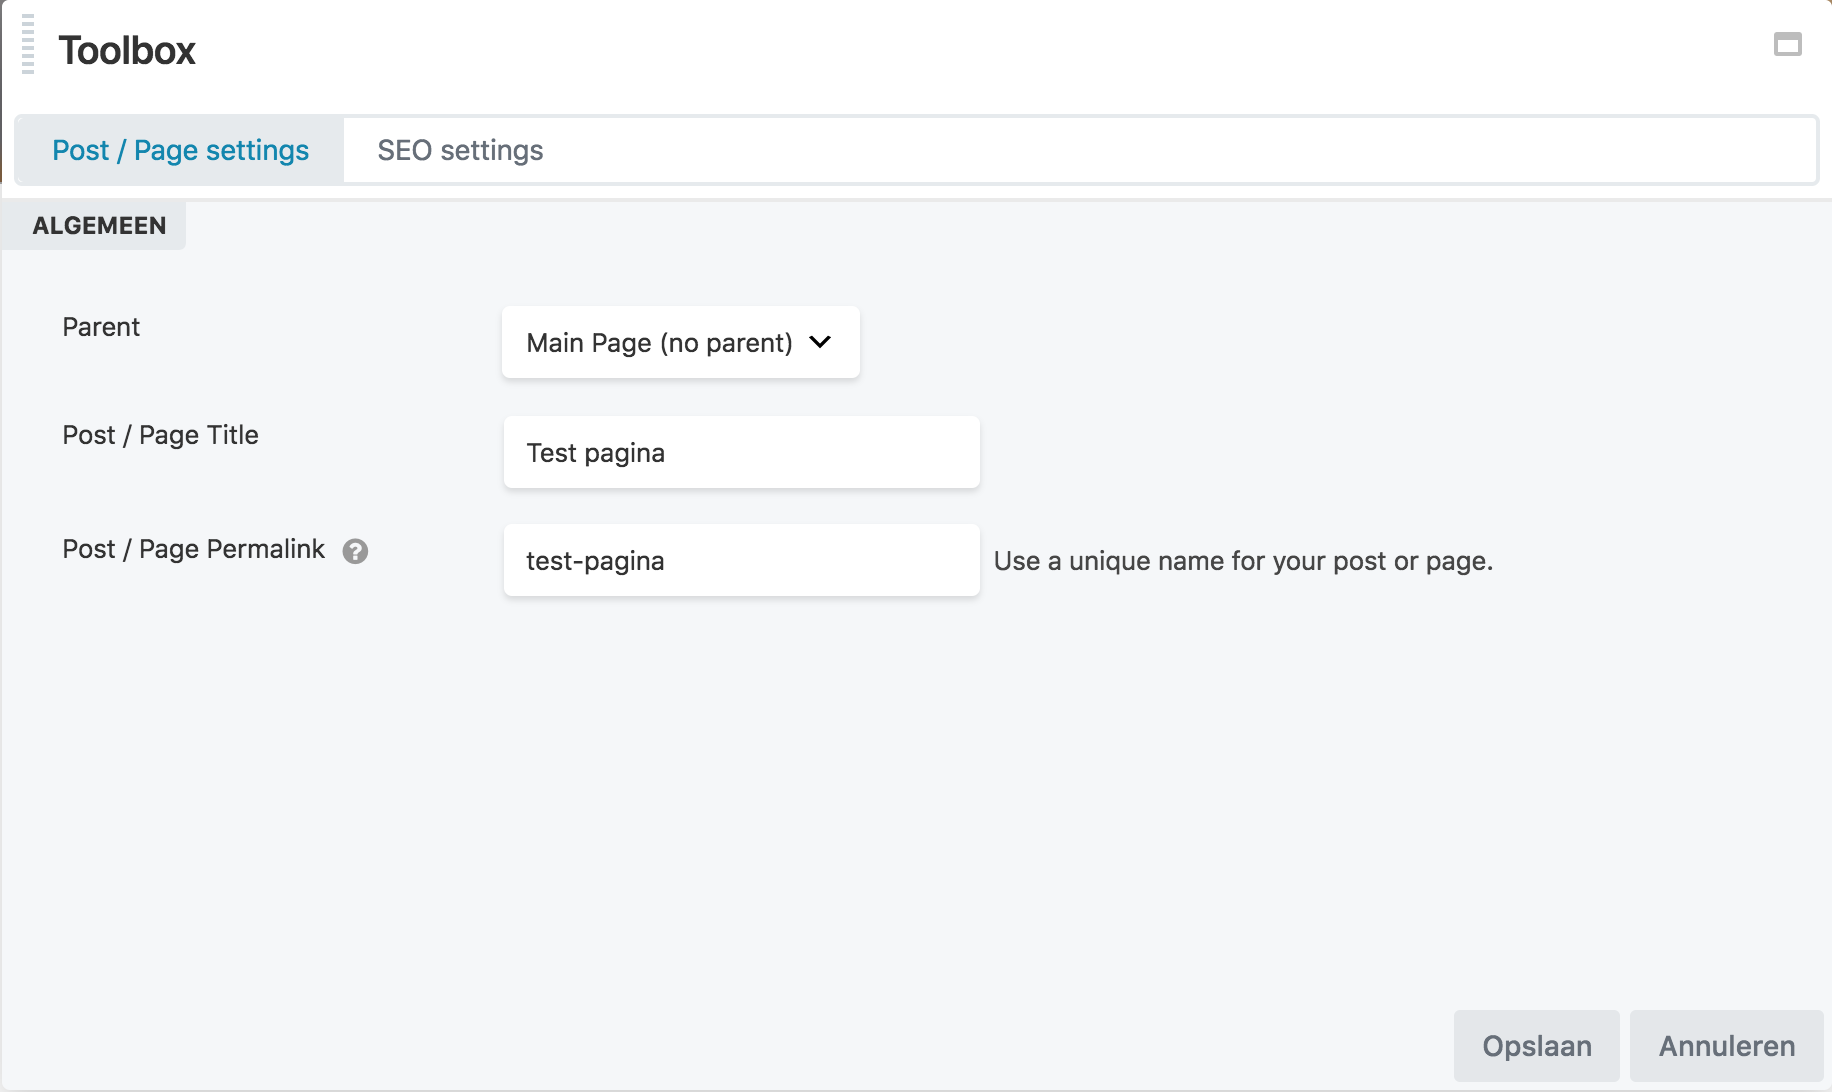 Toolbox
Post / Page settings
SEO settings
ALGEMEEN
Parent
Main Page (no parent)
Post / Page Title
Test pagina
Post / Page Permalink ?
test-pagina
Use a unique name for your post or page.
Opslaan
Annuleren